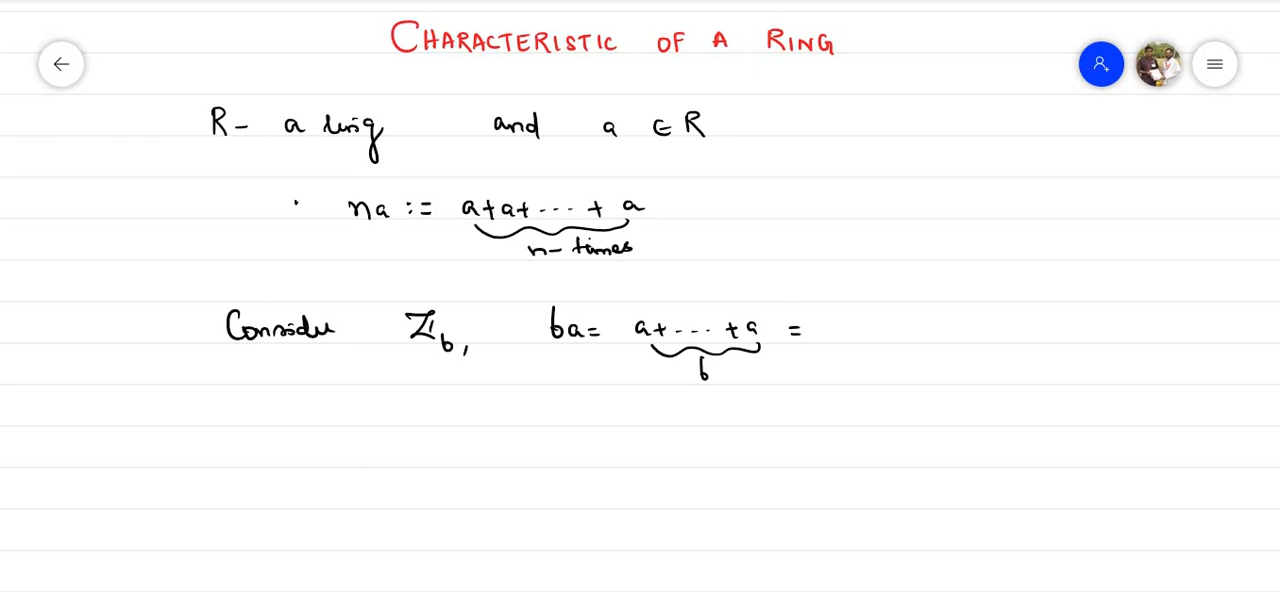 CHARACTERISTIC OF A RING
R- a ring and a ∈ R
na := a+a+ ... + a
n- times
Consider ℤ₆, 6a = a+ ... +a =
6